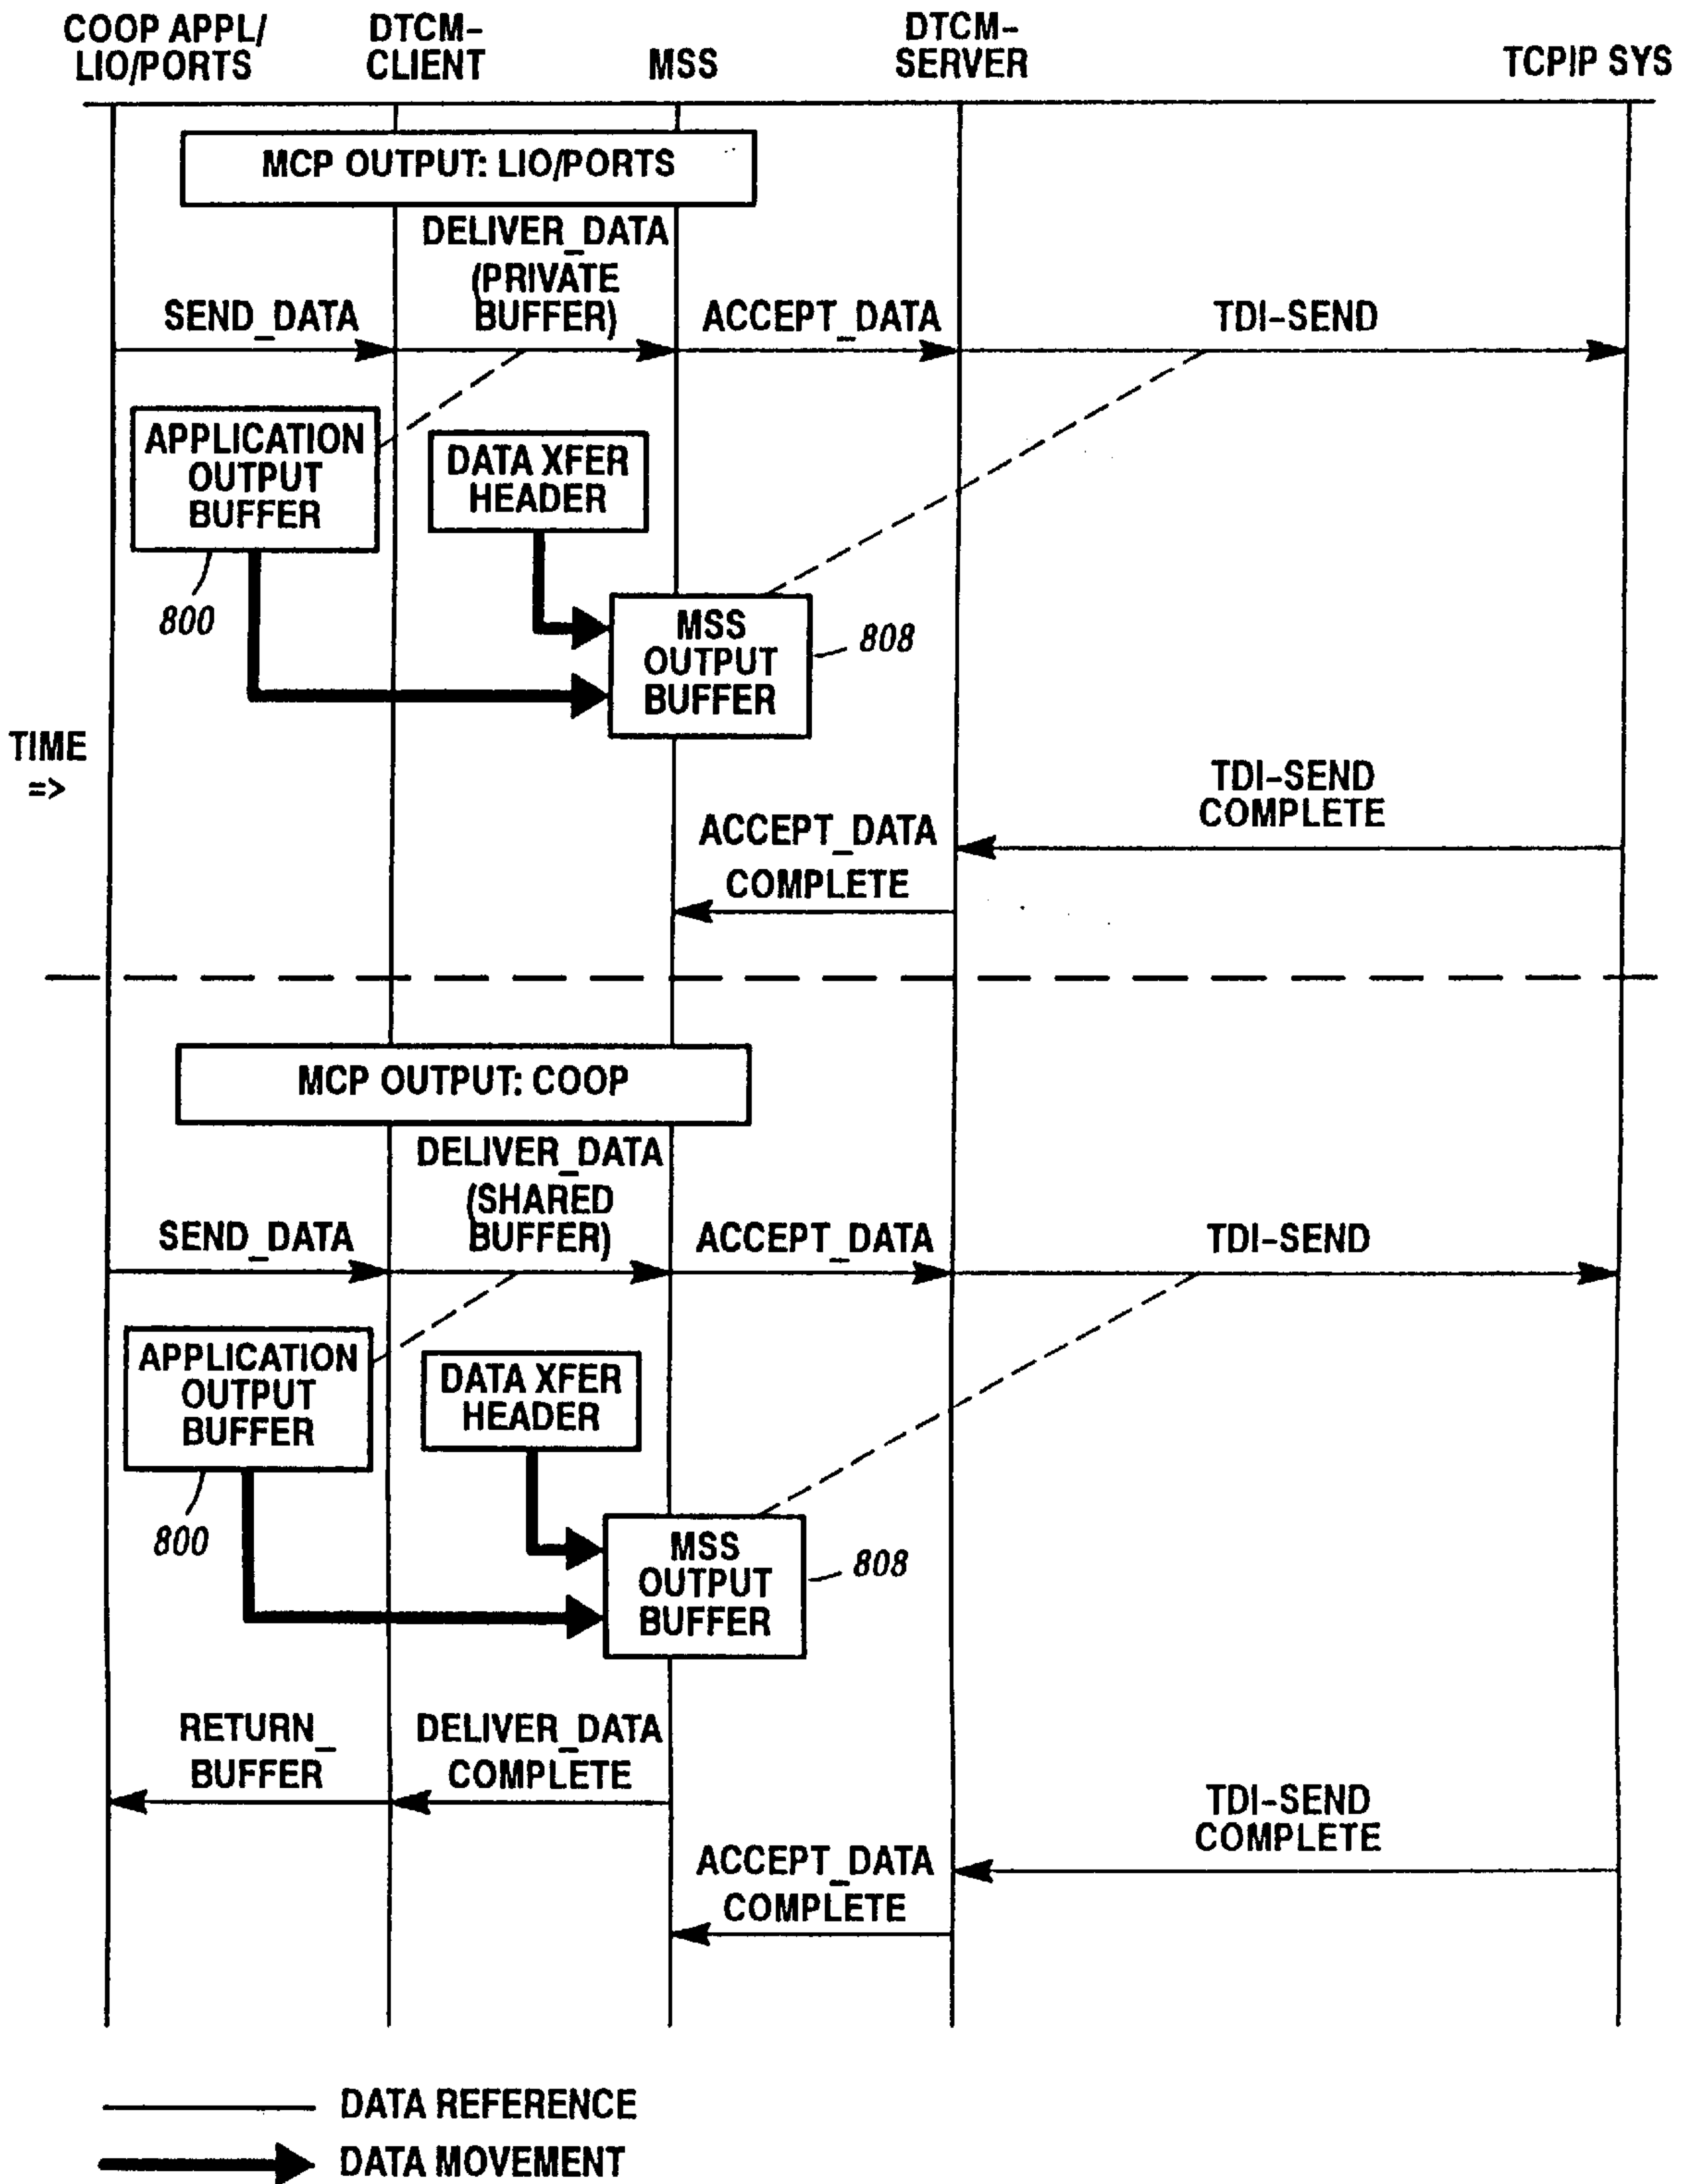 COOP APPL/
LIO/PORTS
DTCM-
CLIENT
MSS
DTCM-
SERVER
TCPIP SYS
MCP OUTPUT: LIO/PORTS
DELIVER_DATA
(PRIVATE
BUFFER)
SEND_DATA
ACCEPT_DATA
TDI-SEND
APPLICATION
OUTPUT
BUFFER
800
DATA XFER
HEADER
MSS
OUTPUT
BUFFER
808
TIME
=>
TDI-SEND
COMPLETE
ACCEPT_DATA
COMPLETE
MCP OUTPUT: COOP
DELIVER_DATA
(SHARED
BUFFER)
SEND_DATA
ACCEPT_DATA
TDI-SEND
APPLICATION
OUTPUT
BUFFER
800
DATA XFER
HEADER
MSS
OUTPUT
BUFFER
808
RETURN_
BUFFER
DELIVER_DATA
COMPLETE
TDI-SEND
COMPLETE
ACCEPT_DATA
COMPLETE
DATA REFERENCE
DATA MOVEMENT